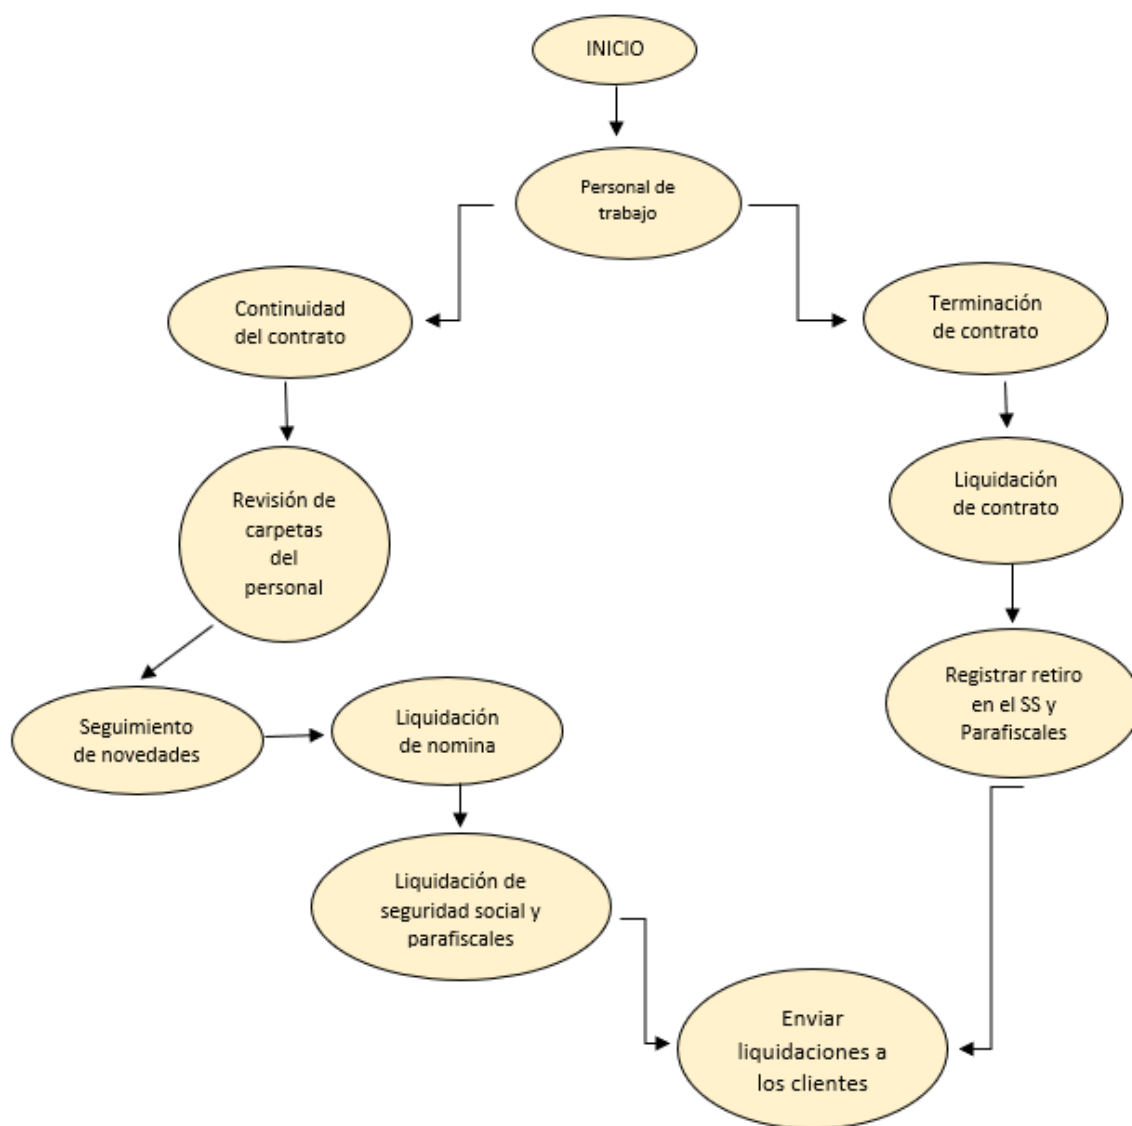 INICIO
Personal de
trabajo
Continuidad
del contrato
Terminación
de contrato
Revisión de
carpetas
del
personal
Liquidación
de contrato
Seguimiento
de novedades
Liquidación
de nomina
Registrar retiro
en el SS y
Parafiscales
Liquidación de
seguridad social y
parafiscales
Enviar
liquidaciones a
los clientes